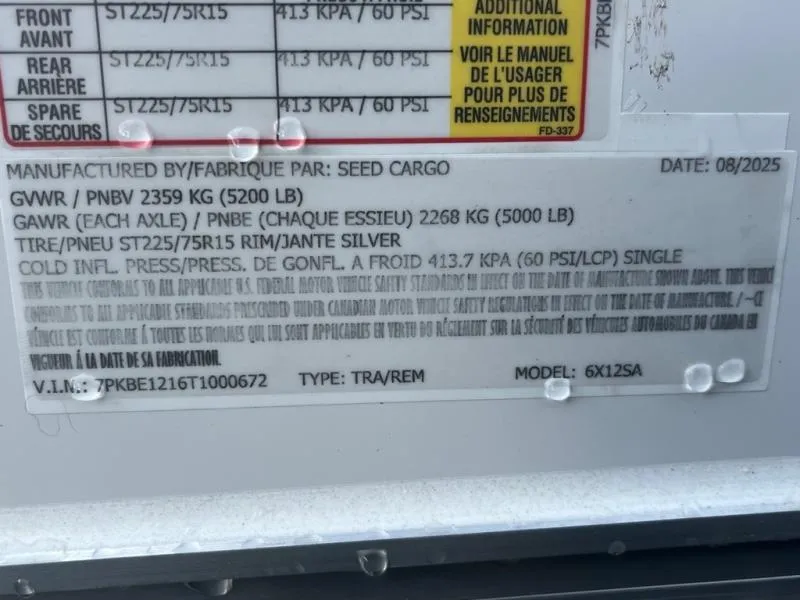 FRONT AVANT ST225/75R15 413 KPA / 60 PSI
REAR ARRIÈRE ST225/75R15 413 KPA / 60 PSI
SPARE DE SECOURS ST225/75R15 413 KPA / 60 PSI
ADDITIONAL
INFORMATION
VOIR LE MANUEL
DE L'USAGER
POUR PLUS DE
RENSEIGNEMENTS
FD-337
7PKB
MANUFACTURED BY/FABRIQUE PAR: SEED CARGO DATE: 08/2025
GVWR / PNBV 2359 KG (5200 LB)
GAWR (EACH AXLE) / PNBE (CHAQUE ESSIEU) 2268 KG (5000 LB)
TIRE/PNEU ST225/75R15 RIM/JANTE SILVER
COLD INFL. PRESS/PRESS. DE GONFL. A FROID 413.7 KPA (60 PSI/LCP) SINGLE
THIS VEHICLE CONFORMS TO ALL APPLICABLE U.S. FEDERAL MOTOR VEHICLE SAFETY STANDARDS IN EFFECT ON THE DATE OF MANUFACTURE SHOWN ABOVE. THIS VEHICLE
CONFORMS TO ALL APPLICABLE STANDARDS PRESCRIBED UNDER CANADIAN MOTOR VEHICLE SAFETY REGULATIONS IN EFFECT ON THE DATE OF MANUFACTURE. / -CE
VÉHICLE EST CONFORME Á TOUTES LES NORMES QUI LUI SONT APPLICABLES EN VERTU DU RÉGLEMENT SUR LA SÉCURITÉ DES VÉHICULES AUTOMOBILES DU CANADA EN
VIGUEUR Á LA DATE DE SA FABRICATION.
V.I.N.: 7PKBE1216T1000672 TYPE: TRA/REM MODEL: 6X12SA